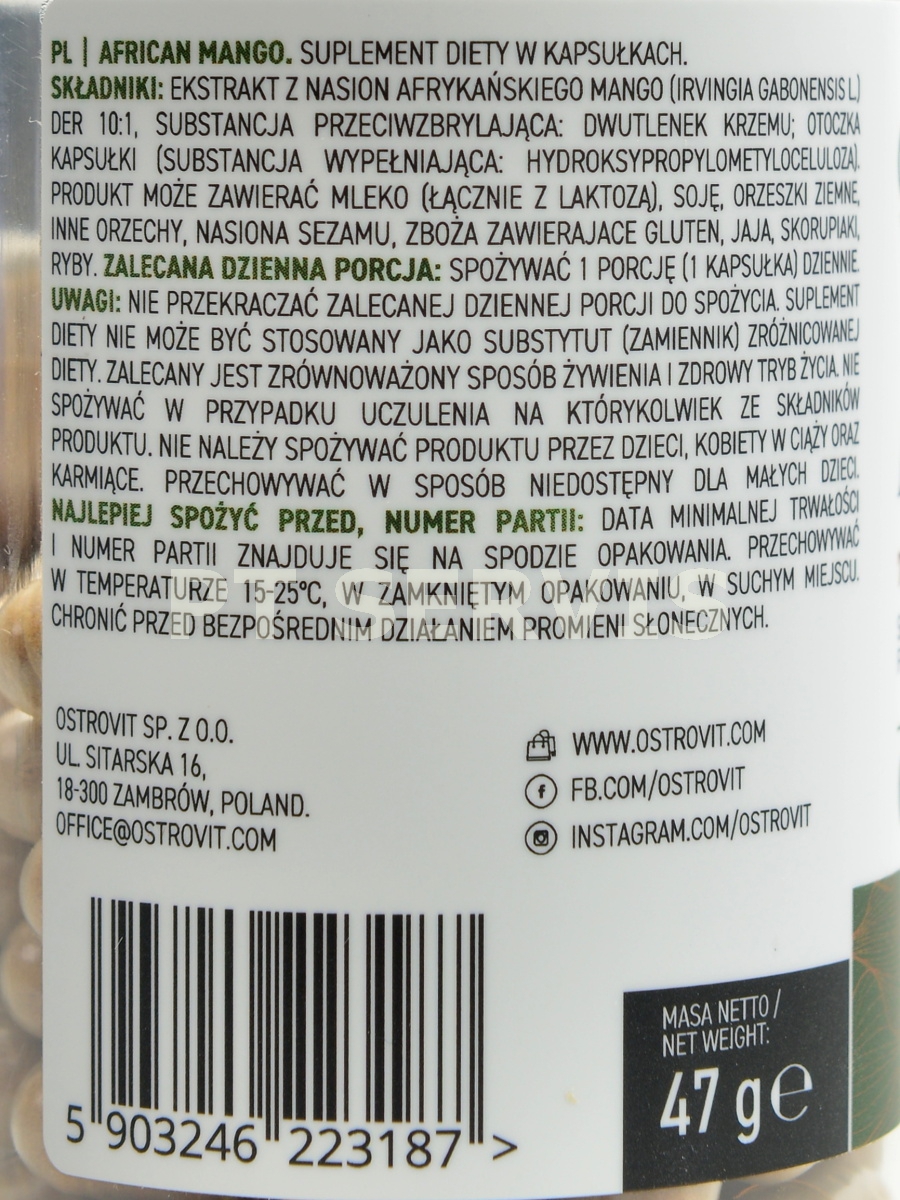 PL | AFRICAN MANGO. SUPLEMENT DIETY W KAPSUŁKACH.
SKŁADNIKI: EKSTRAKT Z NASION AFRYKAŃSKIEGO MANGO (IRVINGIA GABONENSIS L.)
DER 10:1, SUBSTANCJA PRZECIWZBRYLAJĄCA: DWUTLENEK KRZEMU; OTOCZKA
KAPSUŁKI (SUBSTANCJA WYPEŁNIAJĄCA: HYDROKSYPROPYLOMETYLOCELULOZA).
PRODUKT MOŻE ZAWIERAĆ MLEKO (ŁĄCZNIE Z LAKTOZĄ), SOJĘ, ORZESZKI ZIEMNE,
INNE ORZECHY, NASIONA SEZAMU, ZBOŻA ZAWIERAJACE GLUTEN, JAJA, SKORUPIAKI,
RYBY. ZALECANA DZIENNA PORCJA: SPOŻYWAĆ 1 PORCJĘ (1 KAPSUŁKA) DZIENNIE.
UWAGI: NIE PRZEKRACZAĆ ZALECANEJ DZIENNEJ PORCJI DO SPOŻYCIA. SUPLEMENT
DIETY NIE MOŻE BYĆ STOSOWANY JAKO SUBSTYTUT (ZAMIENNIK) ZRÓŻNICOWANEJ
DIETY. ZALECANY JEST ZRÓWNOWAŻONY SPOSÓB ŻYWIENIA I ZDROWY TRYB ŻYCIA. NIE
SPOŻYWAĆ W PRZYPADKU UCZULENIA NA KTÓRYKOLWIEK ZE SKŁADNIKÓW
PRODUKTU. NIE NALEŻY SPOŻYWAĆ PRODUKTU PRZEZ DZIECI, KOBIETY W CIĄŻY ORAZ
KARMIĄCE. PRZECHOWYWAĆ W SPOSÓB NIEDOSTĘPNY DLA MAŁYCH DZIECI.
NAJLEPIEJ SPOŻYĆ PRZED, NUMER PARTII: DATA MINIMALNEJ TRWAŁOŚCI
I NUMER PARTII ZNAJDUJE SIĘ NA SPODZIE OPAKOWANIA. PRZECHOWYWAĆ
W TEMPERATURZE 15-25°C, W ZAMKNIĘTYM OPAKOWANIU, W SUCHYM MIEJSCU.
CHRONIĆ PRZED BEZPOŚREDNIM DZIAŁANIEM PROMIENI SŁONECZNYCH.
PT SERVIS
OSTROVIT SP. Z O.O.
UL. SITARSKA 16,
18-300 ZAMBRÓW, POLAND.
OFFICE@OSTROVIT.COM
WWW.OSTROVIT.COM
FB.COM/OSTROVIT
INSTAGRAM.COM/OSTROVIT
5 903246 223187 >
MASA NETTO /
NET WEIGHT:
47 g ℮